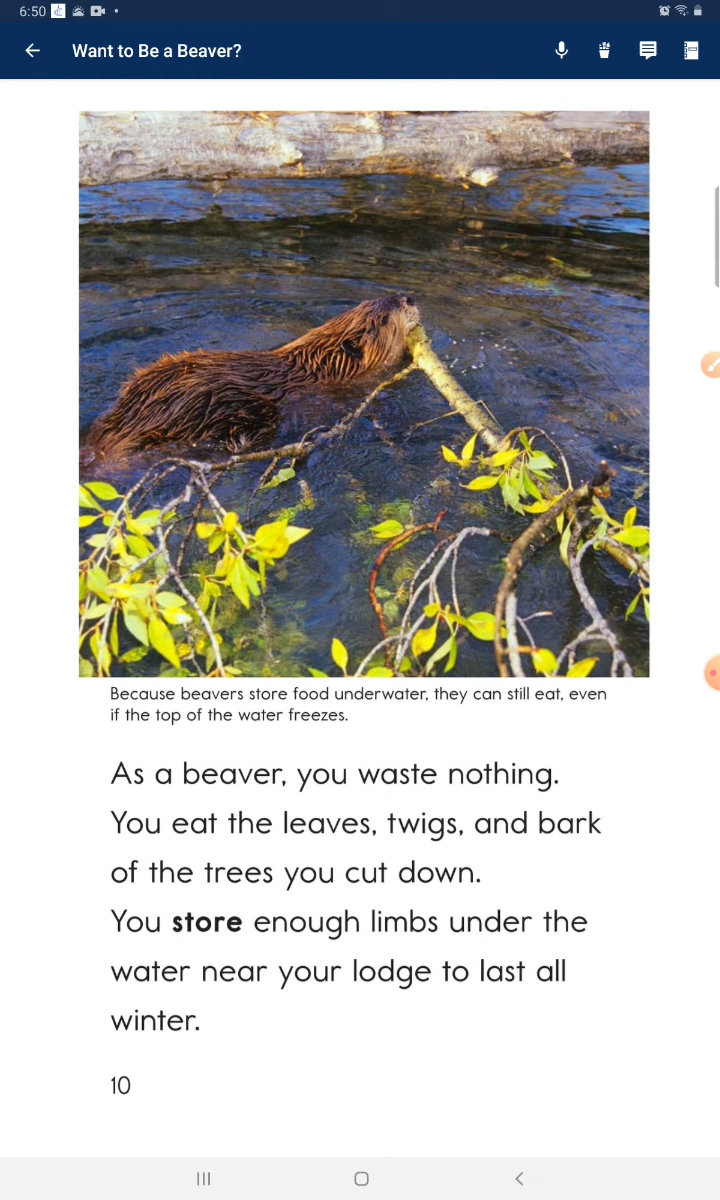 6:50
Want to Be a Beaver?
Because beavers store food underwater, they can still eat, even
if the top of the water freezes.
As a beaver, you waste nothing.
You eat the leaves, twigs, and bark
of the trees you cut down.
You store enough limbs under the
water near your lodge to last all
winter.
10